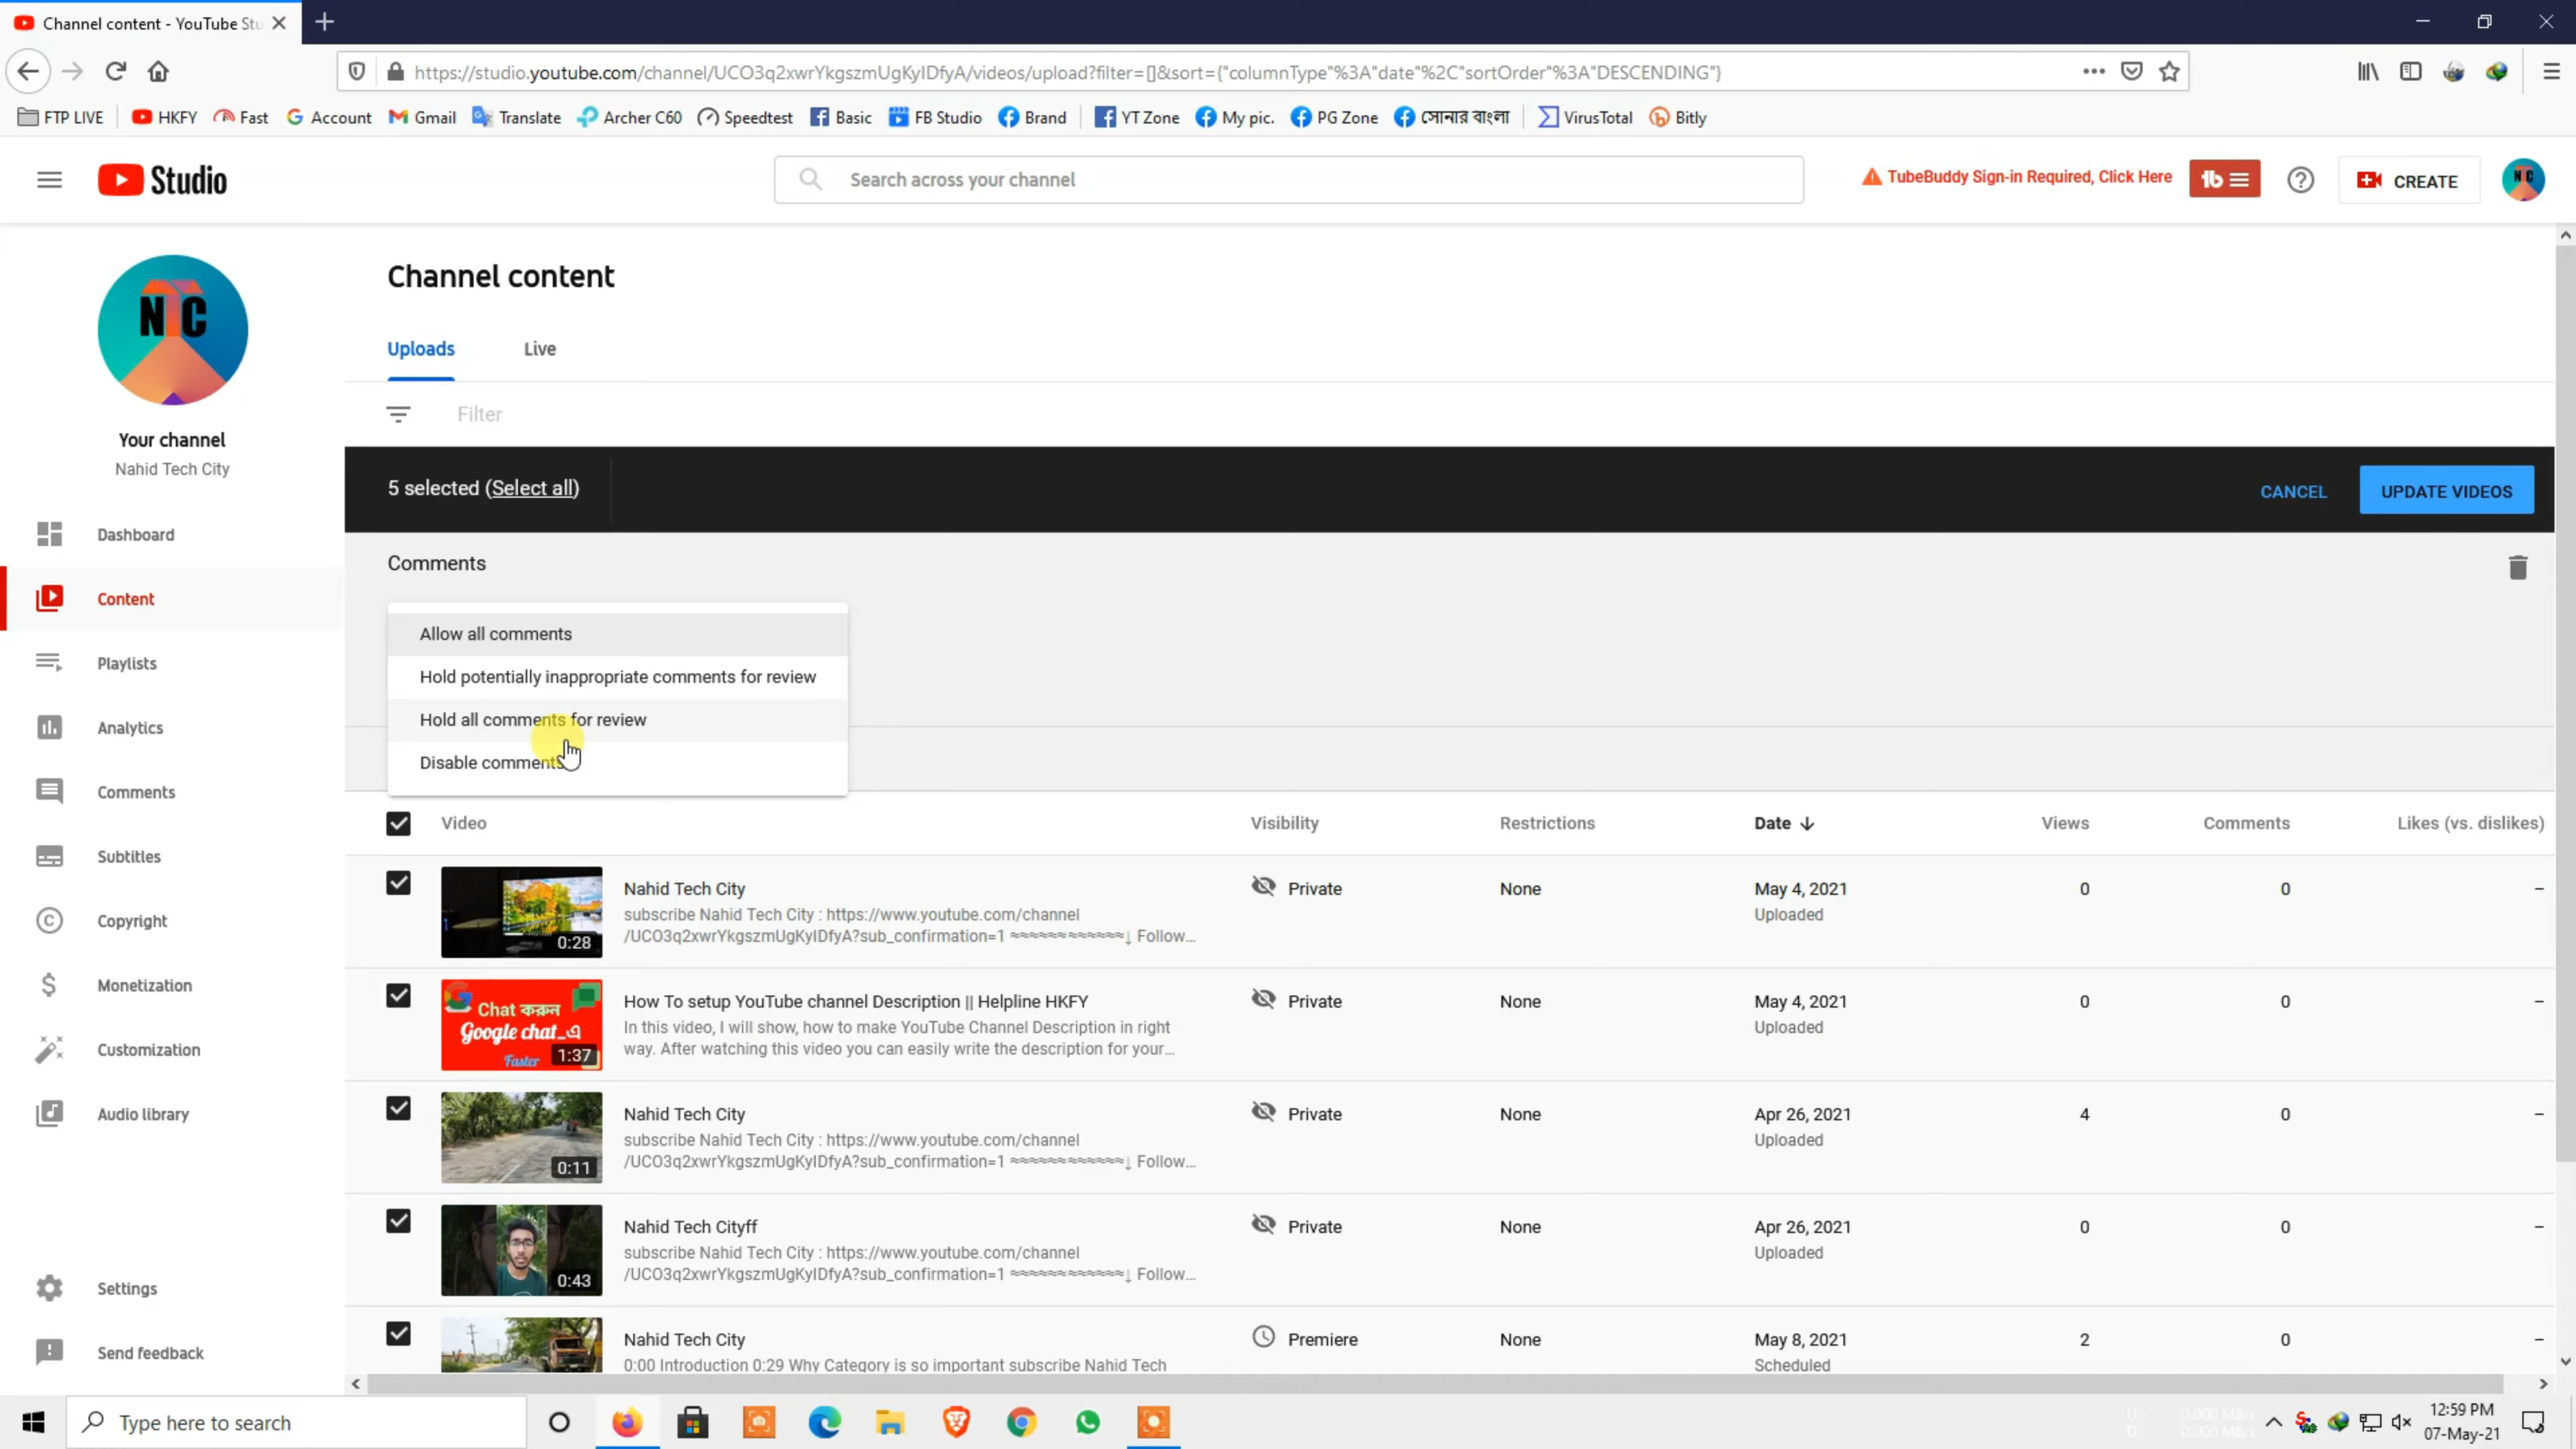 Channel content - YouTube Stu
https://studio.youtube.com/channel/UCO3q2xwrYkgszmUgKyIDfyA/videos/upload?filter=[]&sort={"columnType"%3A"date"%2C"sortOrder"%3A"DESCENDING"}
FTP LIVE HKFY Fast Account Gmail Translate Archer C60 Speedtest Basic FB Studio Brand YT Zone My pic. PG Zone সোনার বাংলা VirusTotal Bitly
Studio
Search across your channel
TubeBuddy Sign-in Required, Click Here
CREATE
NTC
Your channel
Nahid Tech City
Dashboard
Content
Playlists
Analytics
Comments
Subtitles
Copyright
Monetization
Customization
Audio library
Settings
Send feedback
Channel content
Uploads Live
Filter
5 selected (Select all)
CANCEL UPDATE VIDEOS
Comments
Allow all comments
Hold potentially inappropriate comments for review
Hold all comments for review
Disable comments
Video Visibility Restrictions Date Views Comments Likes (vs. dislikes)
0:28
Nahid Tech City Private None May 4, 2021 0 0 –
subscribe Nahid Tech City : https://www.youtube.com/channel Uploaded
/UCO3q2xwrYkgszmUgKyIDfyA?sub_confirmation=1 ≈≈≈≈≈≈≈≈≈≈≈≈↓ Follow...
Chat করুন
Google chat_এ
Faster 1:37
How To setup YouTube channel Description || Helpline HKFY Private None May 4, 2021 0 0 –
In this video, I will show, how to make YouTube Channel Description in right Uploaded
way. After watching this video you can easily write the description for your...
0:11
Nahid Tech City Private None Apr 26, 2021 4 0 –
subscribe Nahid Tech City : https://www.youtube.com/channel Uploaded
/UCO3q2xwrYkgszmUgKyIDfyA?sub_confirmation=1 ≈≈≈≈≈≈≈≈≈≈≈≈↓ Follow...
0:43
Nahid Tech Cityff Private None Apr 26, 2021 0 0 –
subscribe Nahid Tech City : https://www.youtube.com/channel Uploaded
/UCO3q2xwrYkgszmUgKyIDfyA?sub_confirmation=1 ≈≈≈≈≈≈≈≈≈≈≈≈↓ Follow...
Nahid Tech City Premiere None May 8, 2021 2 0 –
0:00 Introduction 0:29 Why Category is so important subscribe Nahid Tech Scheduled
Type here to search
12:59 PM
07-May-21